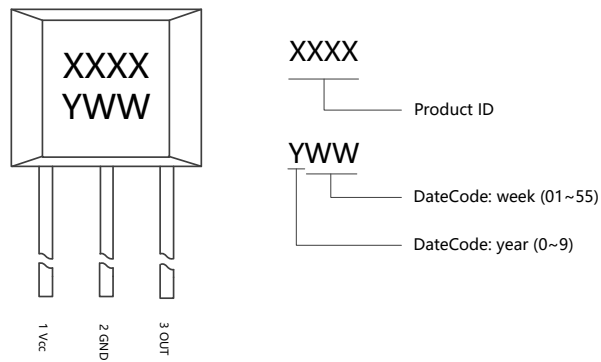 XXXX
YWW
1 Vcc
2 GND
3 OUT
XXXX
Product ID
YWW
DateCode: week (01~55)
DateCode: year (0~9)